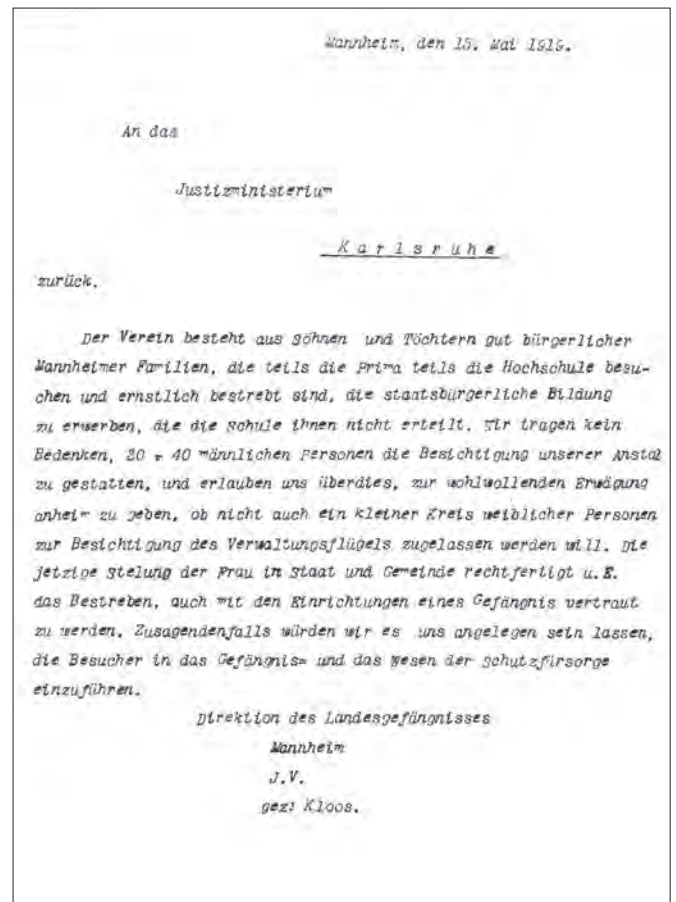 Mannheim, den 15. Mai 1919.
An das
Justizministerium
Karlsruhe
zurück.
Der Verein besteht aus Söhnen und Töchtern gut bürgerlicher
Mannheimer Familien, die teils die Prima teils die Hochschule besu-
chen und ernstlich bestrebt sind, die staatsbürgerliche Bildung
zu erwerben, die die Schule ihnen nicht erteilt. Wir tragen kein
Bedenken, 20 - 40 männlichen Personen die Besichtigung unserer Anstal
zu gestatten, und erlauben uns überdies, zur wohlwollenden Erwägung
anheim zu geben, ob nicht auch ein kleiner Kreis weiblicher Personen
zur Besichtigung des Verwaltungsflügels zugelassen werden will. Die
jetzige Stelung der Frau in Staat und Gemeinde rechtfertigt u.E.
das Bestreben, auch mit den Einrichtungen eines Gefängnis vertraut
zu werden. Zusagendenfalls würden wir es uns angelegen sein lassen,
die Besucher in das Gefängnis= und das Wesen der Schutzfürsorge
einzuführen.
Direktion des Landesgefängnisses
Mannheim
J.V.
gez: Kloos.